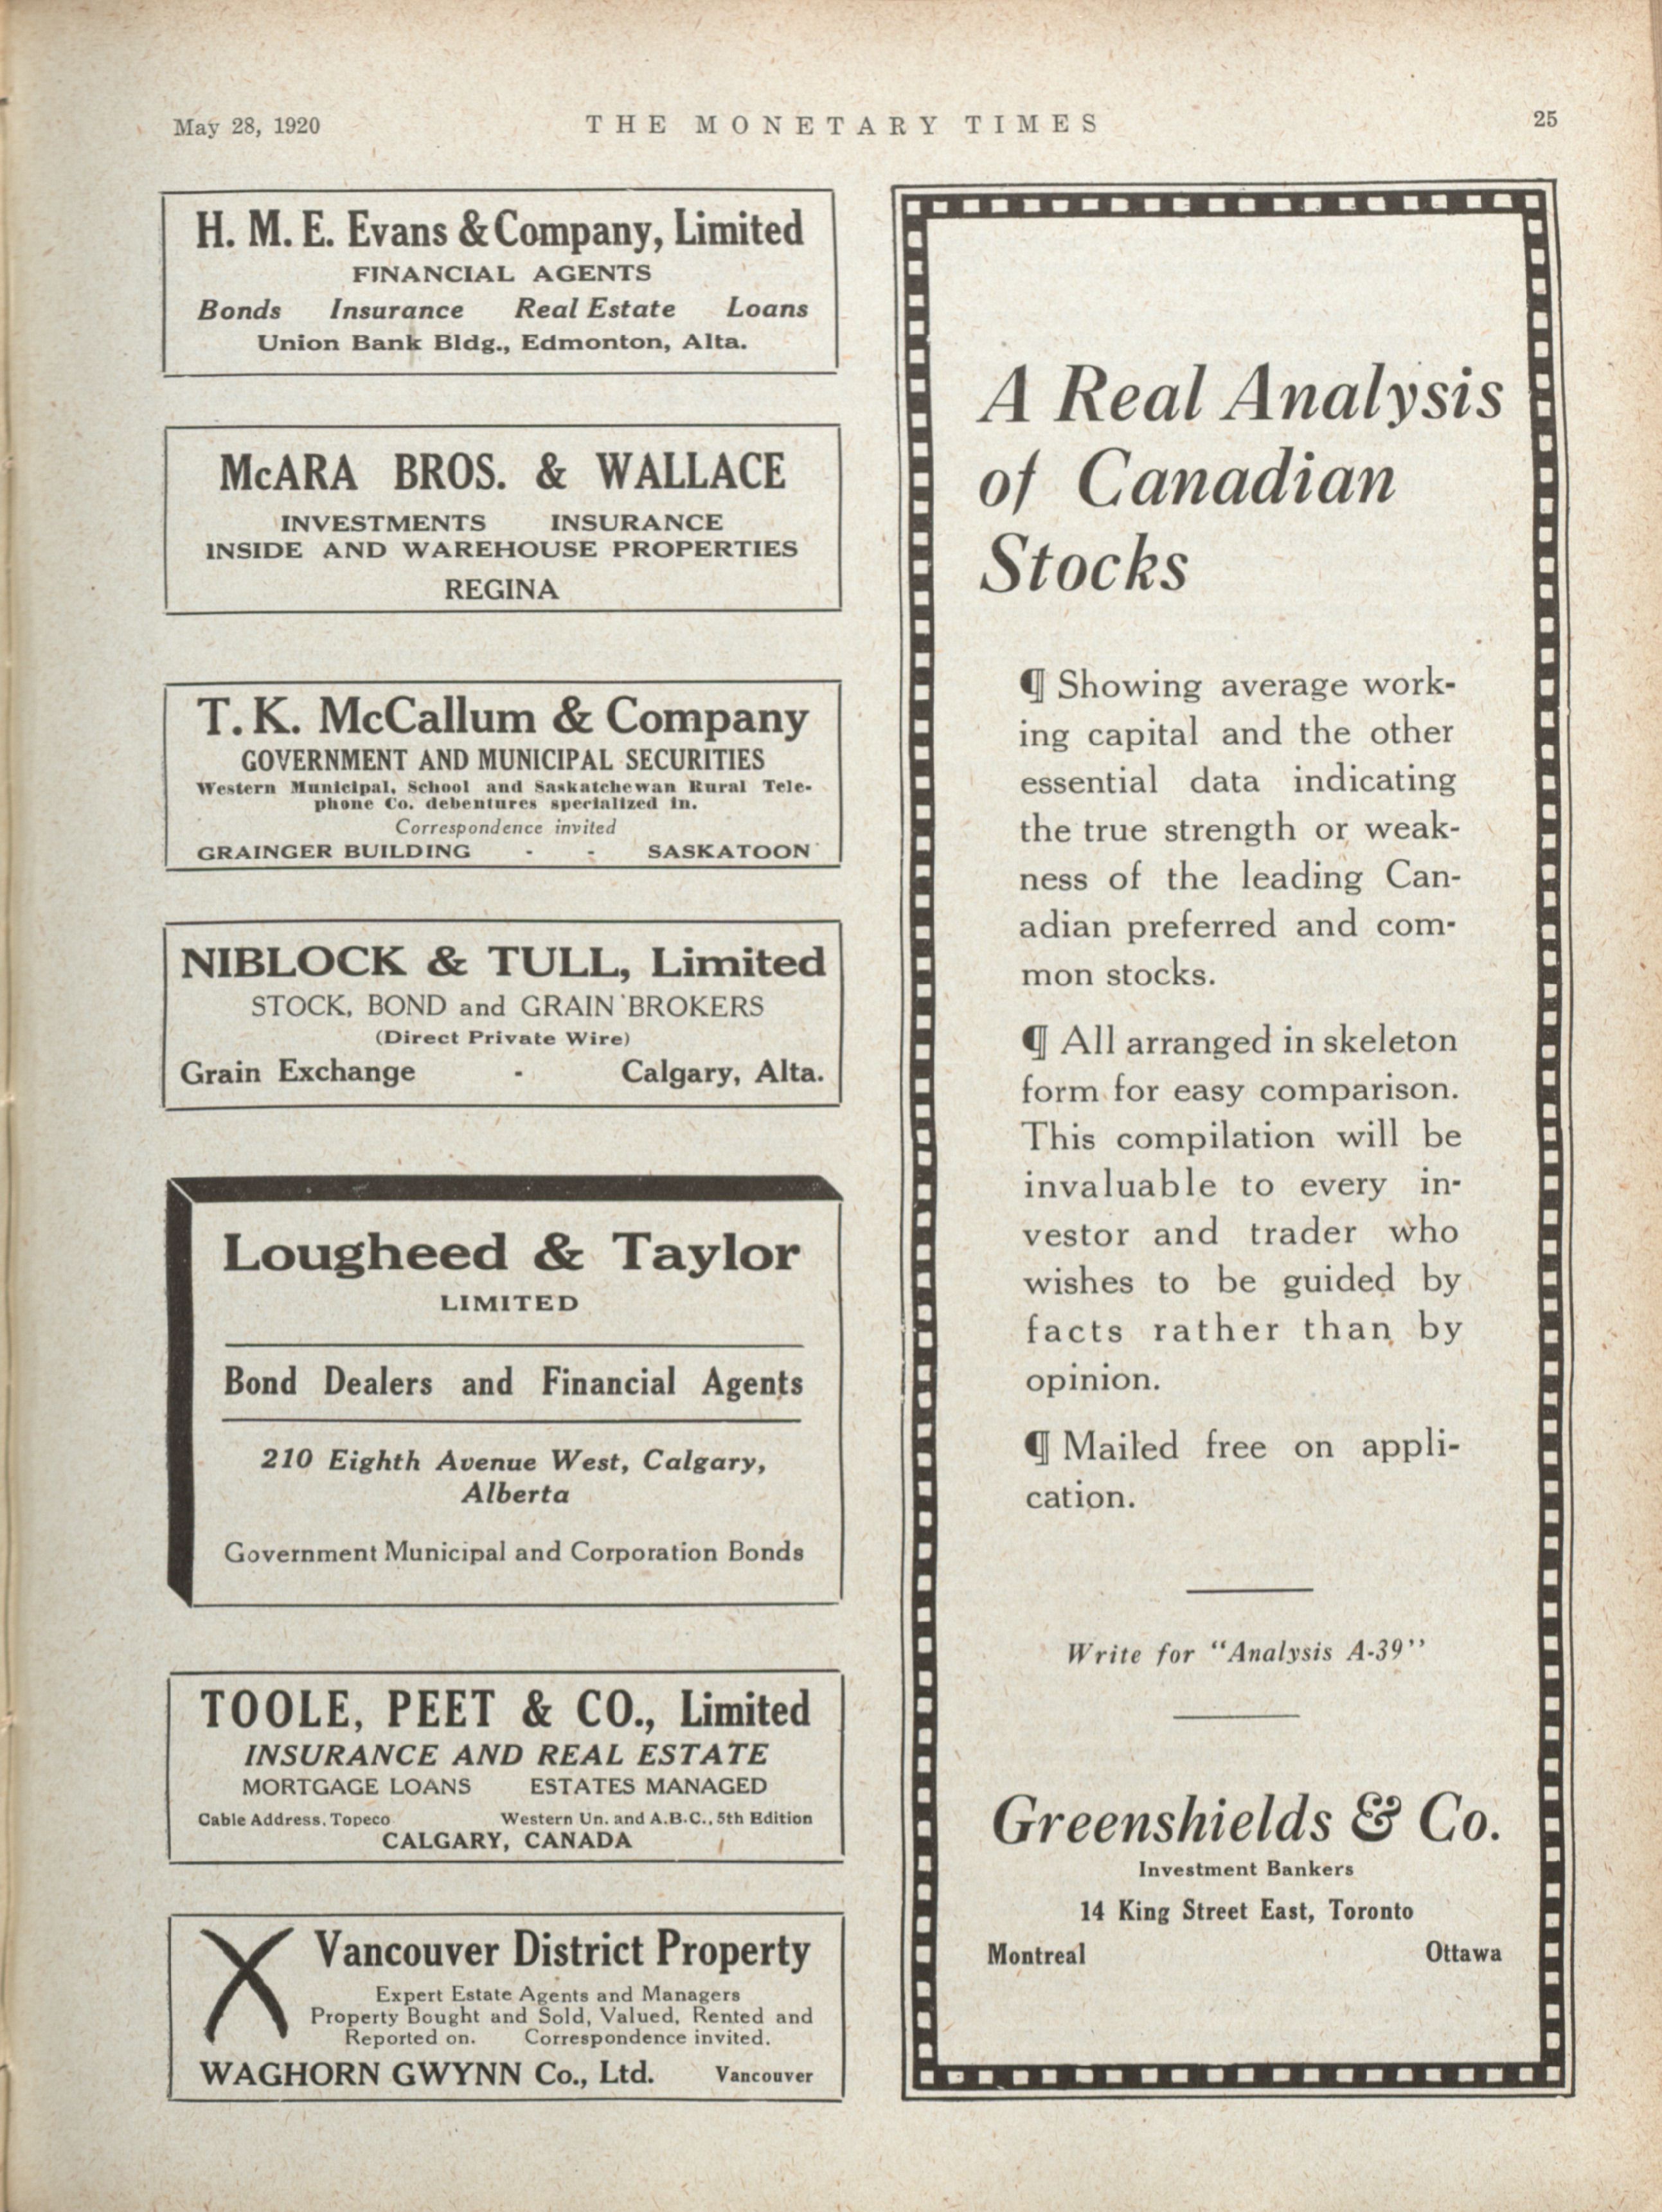 May 28, 1920
THE MONETARY TIMES
25
H. M. E. Evans & Company, Limited
FINANCIAL AGENTS
Bonds Insurance Real Estate Loans
Union Bank Bldg., Edmonton, Alta.
McARA BROS. & WALLACE
INVESTMENTS INSURANCE
INSIDE AND WAREHOUSE PROPERTIES
REGINA
T. K. McCallum & Company
GOVERNMENT AND MUNICIPAL SECURITIES
Western Municipal, School and Saskatchewan Rural Tele-
phone Co. debentures specialized in.
Correspondence invited
GRAINGER BUILDING - - SASKATOON
NIBLOCK & TULL, Limited
STOCK, BOND and GRAIN BROKERS
(Direct Private Wire)
Grain Exchange - Calgary, Alta.
Lougheed & Taylor
LIMITED
Bond Dealers and Financial Agents
210 Eighth Avenue West, Calgary,
Alberta
Government Municipal and Corporation Bonds
TOOLE, PEET & CO., Limited
INSURANCE AND REAL ESTATE
MORTGAGE LOANS ESTATES MANAGED
Cable Address, Topeco Western Un. and A.B.C., 5th Edition
CALGARY, CANADA
Vancouver District Property
Expert Estate Agents and Managers
Property Bought and Sold, Valued, Rented and
Reported on. Correspondence invited.
WAGHORN GWYNN Co., Ltd. Vancouver
A Real Analysis
of Canadian
Stocks
¶ Showing average work-
ing capital and the other
essential data indicating
the true strength or weak-
ness of the leading Can-
adian preferred and com-
mon stocks.
¶ All arranged in skeleton
form for easy comparison.
This compilation will be
invaluable to every in-
vestor and trader who
wishes to be guided by
facts rather than by
opinion.
¶ Mailed free on appli-
cation.
Write for "Analysis A-39"
Greenshields & Co.
Investment Bankers
14 King Street East, Toronto
Montreal Ottawa